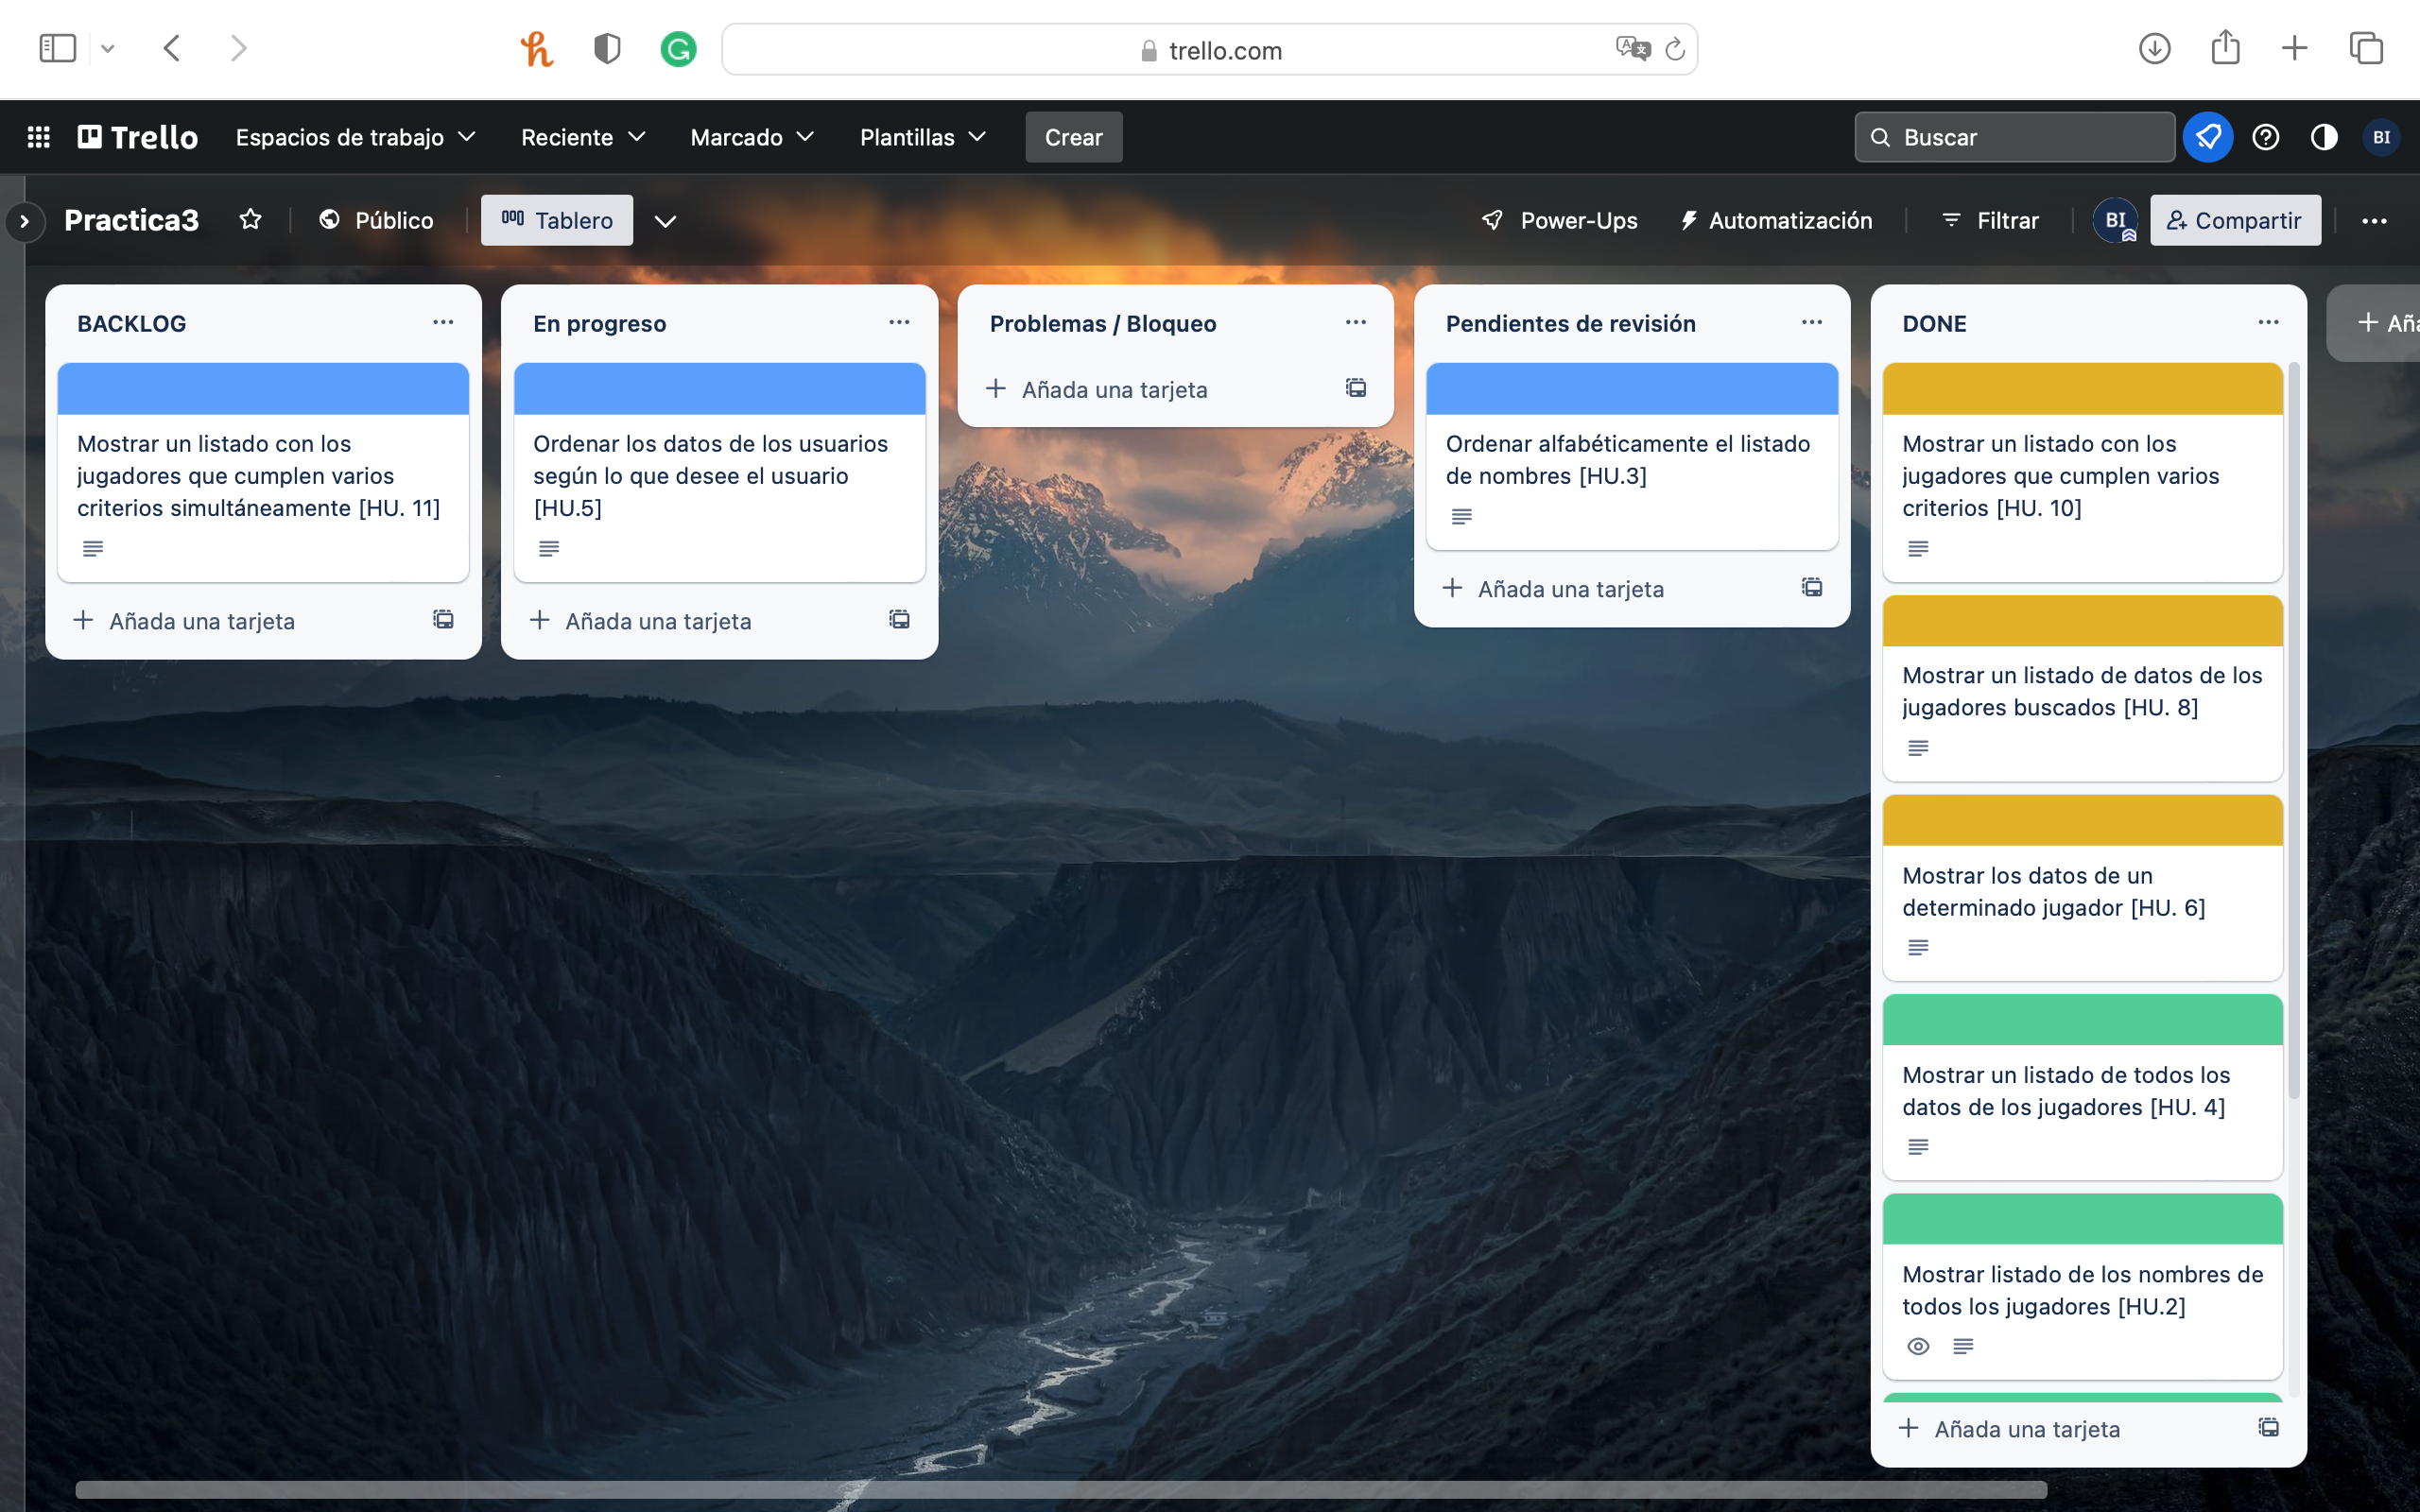 trello.com
Trello
Espacios de trabajo
Reciente
Marcado
Plantillas
Crear
Buscar
BI
Practica3
Público
Tablero
Power-Ups
Automatización
Filtrar
BI
Compartir
BACKLOG
Mostrar un listado con los
jugadores que cumplen varios
criterios simultáneamente [HU. 11]
Añada una tarjeta
En progreso
Ordenar los datos de los usuarios
según lo que desee el usuario
[HU.5]
Añada una tarjeta
Problemas / Bloqueo
Añada una tarjeta
Pendientes de revisión
Ordenar alfabéticamente el listado
de nombres [HU.3]
Añada una tarjeta
DONE
Mostrar un listado con los
jugadores que cumplen varios
criterios [HU. 10]
Mostrar un listado de datos de los
jugadores buscados [HU. 8]
Mostrar los datos de un
determinado jugador [HU. 6]
Mostrar un listado de todos los
datos de los jugadores [HU. 4]
Mostrar listado de los nombres de
todos los jugadores [HU.2]
Añada una tarjeta